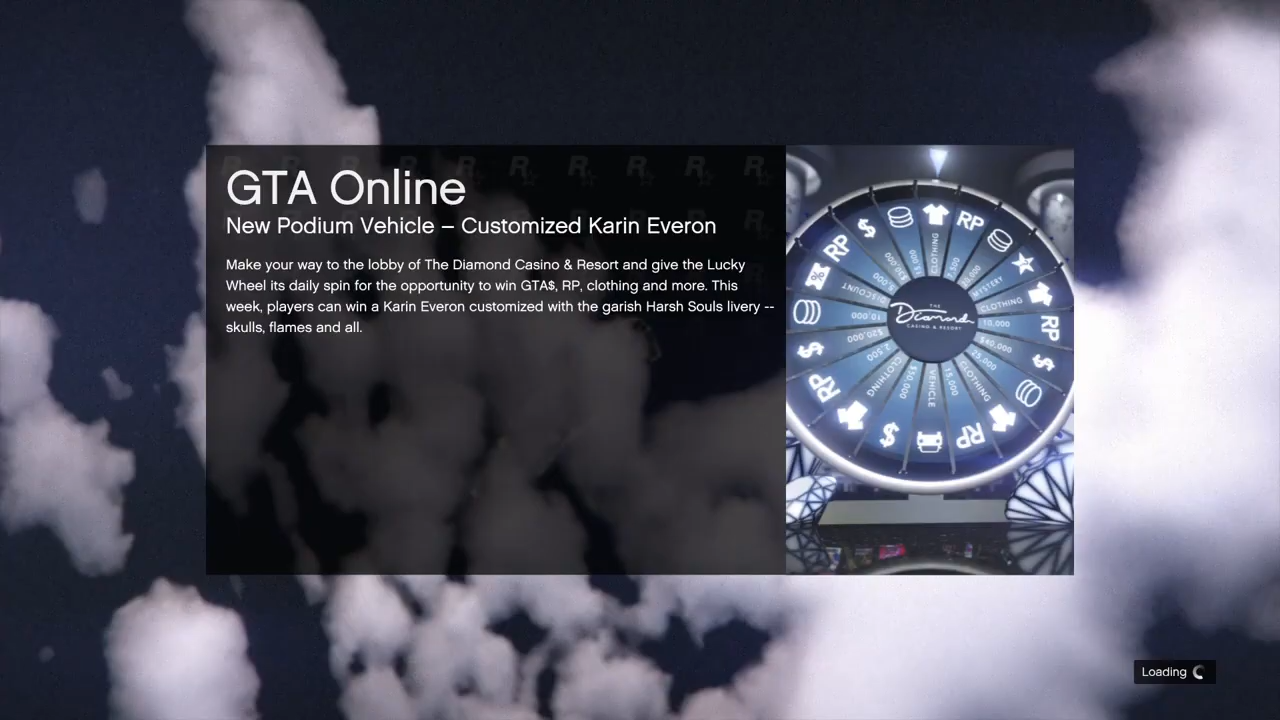 GTA Online
New Podium Vehicle – Customized Karin Everon
Make your way to the lobby of The Diamond Casino & Resort and give the Lucky
Wheel its daily spin for the opportunity to win GTA$, RP, clothing and more. This
week, players can win a Karin Everon customized with the garish Harsh Souls livery --
skulls, flames and all.
THE
Diamond
CASINO & RESORT
CLOTHING
RP
MYSTERY
CLOTHING
10,000
RP
$40,000
$
25,000
CLOTHING
RP
15,000
VEHICLE
$30,000
$
CLOTHING
2,500
RP
$20,000
$
10,000
DISCOUNT
RP
$
15,000
Loading